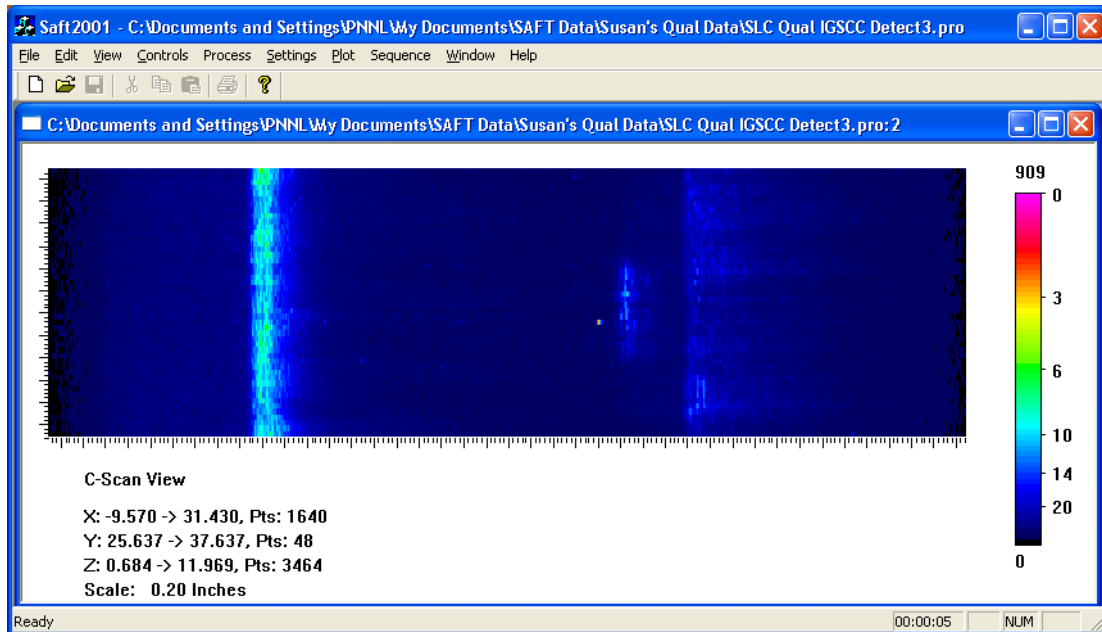 Saft2001 - C:\Documents and Settings\PNNL\My Documents\SAFT Data\Susan's Qual Data\SLC Qual IGSCC Detect3.pro
File Edit View Controls Process Settings Plot Sequence Window Help
C:\Documents and Settings\PNNL\My Documents\SAFT Data\Susan's Qual Data\SLC Qual IGSCC Detect3.pro:2
909
0
3
6
10
14
20
0
C-Scan View
X: -9.570 -> 31.430, Pts: 1640
Y: 25.637 -> 37.637, Pts: 48
Z: 0.684 -> 11.969, Pts: 3464
Scale: 0.20 Inches
Ready 00:00:05 NUM